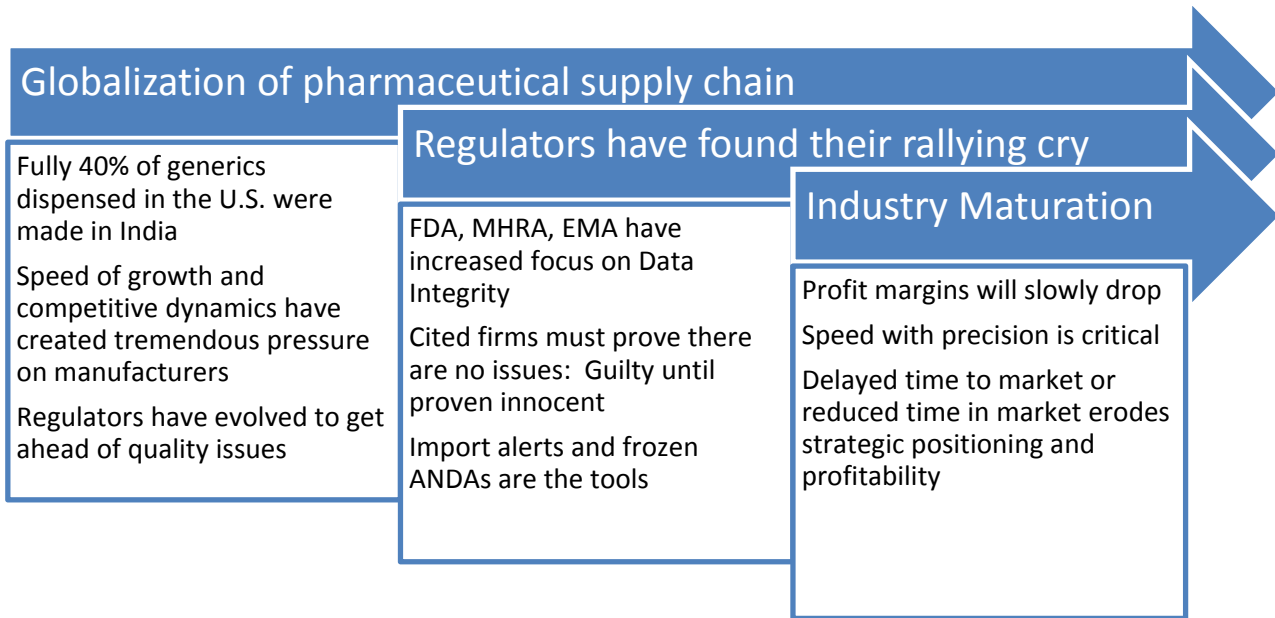 Globalization of pharmaceutical supply chain
Fully 40% of generics
dispensed in the U.S. were
made in India
Speed of growth and
competitive dynamics have
created tremendous pressure
on manufacturers
Regulators have evolved to get
ahead of quality issues
Regulators have found their rallying cry
FDA, MHRA, EMA have
increased focus on Data
Integrity
Cited firms must prove there
are no issues:  Guilty until
proven innocent
Import alerts and frozen
ANDAs are the tools
Industry Maturation
Profit margins will slowly drop
Speed with precision is critical
Delayed time to market or
reduced time in market erodes
strategic positioning and
profitability